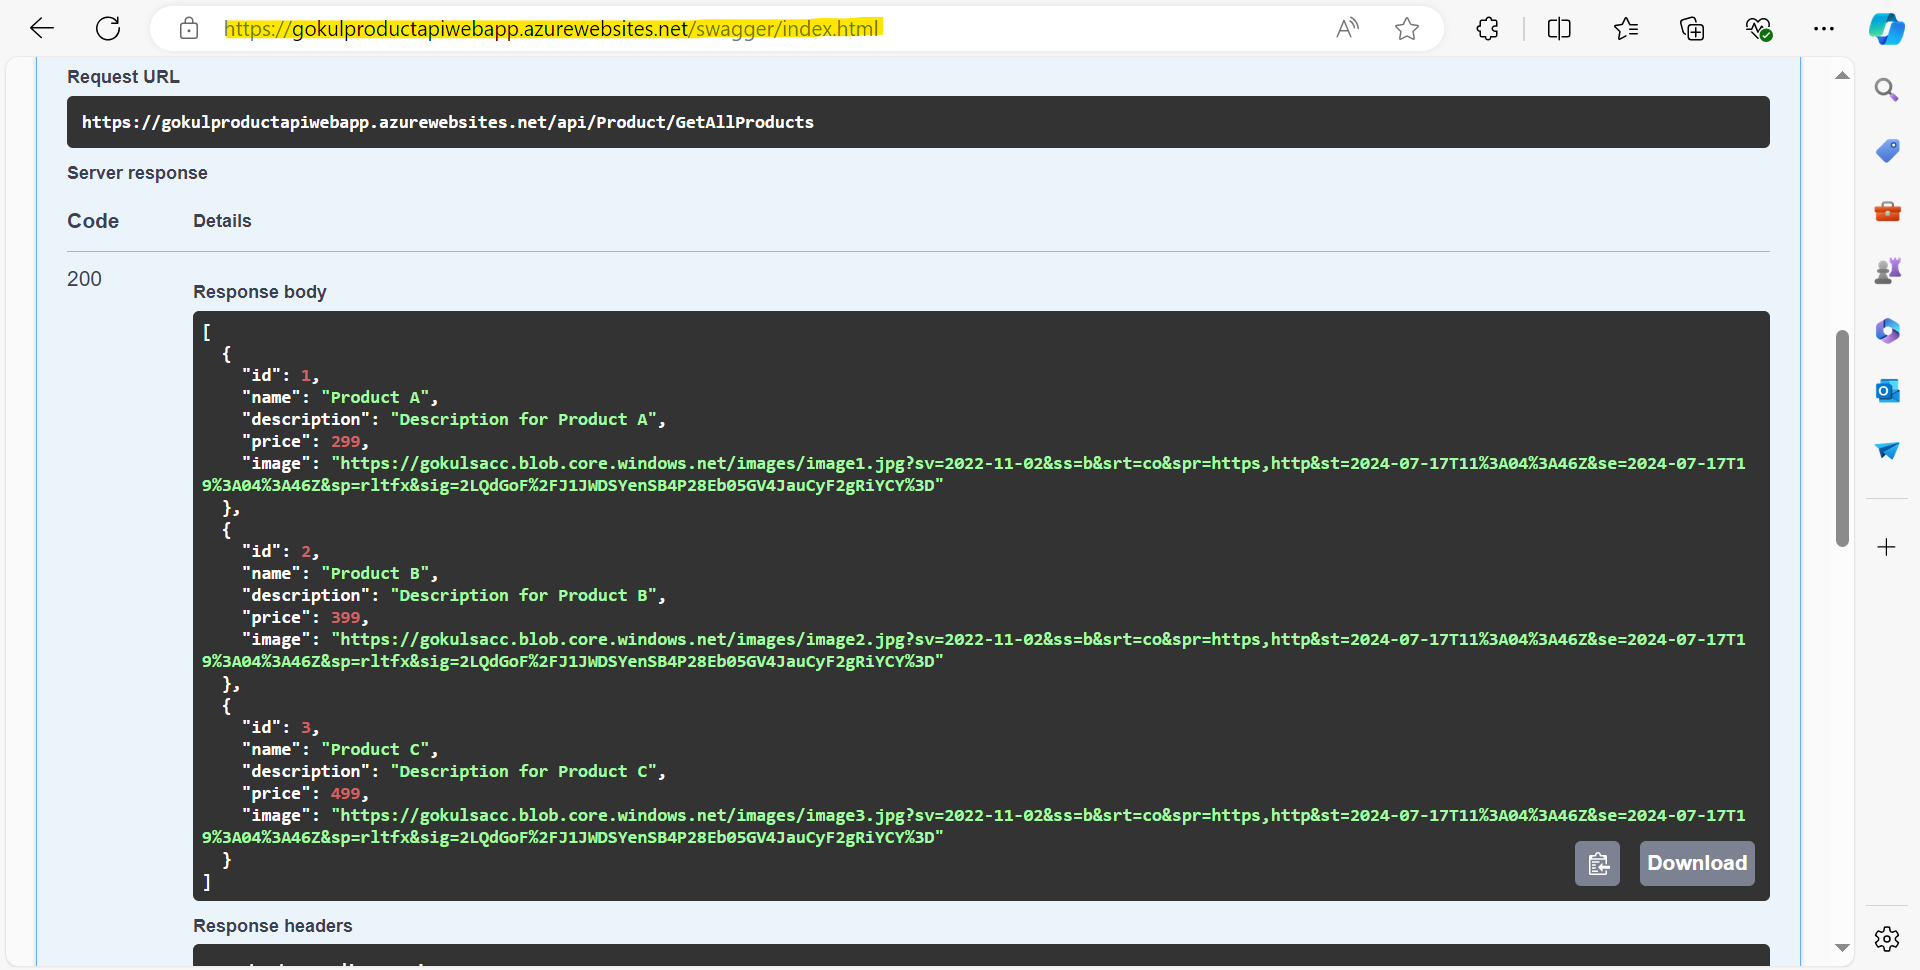 https://gokulproductapiwebapp.azurewebsites.net/swagger/index.html
Request URL
https://gokulproductapiwebapp.azurewebsites.net/api/Product/GetAllProducts
Server response
Code Details
200
Response body
[
{
"id": 1,
"name": "Product A",
"description": "Description for Product A",
"price": 299,
"image": "https://gokulsacc.blob.core.windows.net/images/image1.jpg?sv=2022-11-02&ss=b&srt=co&spr=https,http&st=2024-07-17T11%3A04%3A46Z&se=2024-07-17T1
9%3A04%3A46Z&sp=rltfx&sig=2LQdGoF%2FJ1JWDSYenSB4P28Eb05GV4JauCyF2gRiYCY%3D"
},
{
"id": 2,
"name": "Product B",
"description": "Description for Product B",
"price": 399,
"image": "https://gokulsacc.blob.core.windows.net/images/image2.jpg?sv=2022-11-02&ss=b&srt=co&spr=https,http&st=2024-07-17T11%3A04%3A46Z&se=2024-07-17T1
9%3A04%3A46Z&sp=rltfx&sig=2LQdGoF%2FJ1JWDSYenSB4P28Eb05GV4JauCyF2gRiYCY%3D"
},
{
"id": 3,
"name": "Product C",
"description": "Description for Product C",
"price": 499,
"image": "https://gokulsacc.blob.core.windows.net/images/image3.jpg?sv=2022-11-02&ss=b&srt=co&spr=https,http&st=2024-07-17T11%3A04%3A46Z&se=2024-07-17T1
9%3A04%3A46Z&sp=rltfx&sig=2LQdGoF%2FJ1JWDSYenSB4P28Eb05GV4JauCyF2gRiYCY%3D"
}
]
Download
Response headers